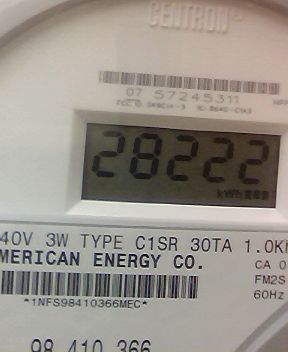 CENTRON®
07 57245311
28222
kWh
40V 3W TYPE C1SR 30TA 1.0K
MERICAN ENERGY CO.
CA 0
FM2S
60Hz
*1NFS98410366MEC*
98 410 366